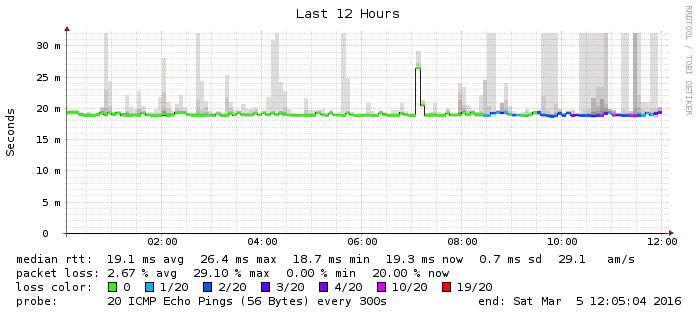 Last 12 Hours
RRDTOOL / TOBI OETIKER
Seconds
30 m
25 m
20 m
15 m
10 m
5 m
0
02:00 04:00 06:00 08:00 10:00 12:00
median rtt: 19.1 ms avg 26.4 ms max 18.7 ms min 19.3 ms now 0.7 ms sd 29.1 am/s
packet loss: 2.67 % avg 29.10 % max 0.00 % min 20.00 % now
loss color: 0 1/20 2/20 3/20 4/20 10/20 19/20
probe: 20 ICMP Echo Pings (56 Bytes) every 300s end: Sat Mar 5 12:05:04 2016